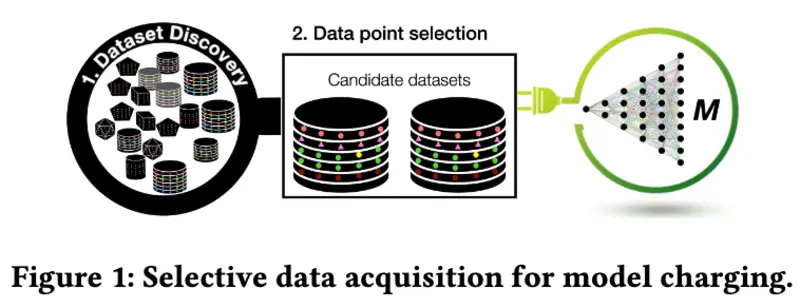 1. Dataset Discovery
2. Data point selection
Candidate datasets
M
Figure 1: Selective data acquisition for model charging.